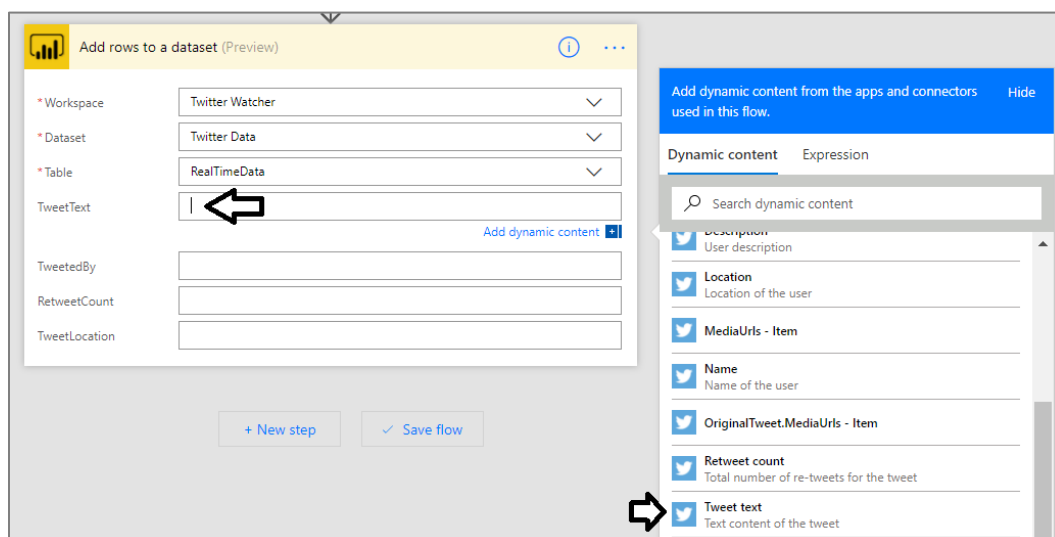 Add rows to a dataset (Preview)
* Workspace
Twitter Watcher
* Dataset
Twitter Data
* Table
RealTimeData
TweetText
Add dynamic content
TweetedBy
RetweetCount
TweetLocation
+ New step
Save flow
Add dynamic content from the apps and connectors
used in this flow.
Hide
Dynamic content
Expression
Search dynamic content
Description
User description
Location
Location of the user
MediaUrls - Item
Name
Name of the user
OriginalTweet.MediaUrls - Item
Retweet count
Total number of re-tweets for the tweet
Tweet text
Text content of the tweet